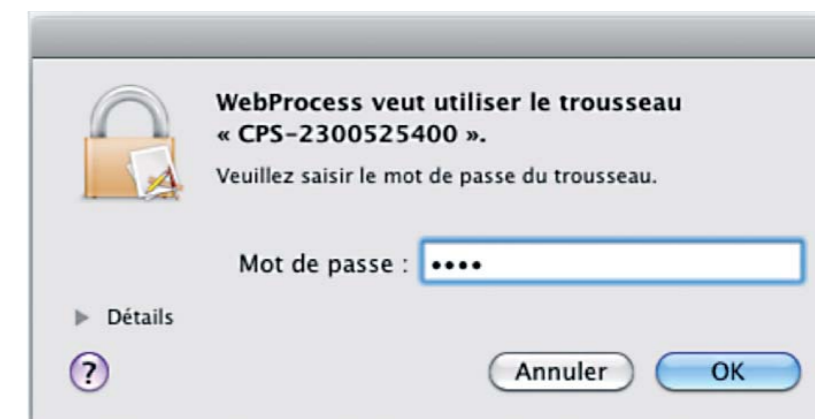 WebProcess veut utiliser le trousseau
« CPS-2300525400 ».
Veuillez saisir le mot de passe du trousseau.
Mot de passe : ••••
Détails
?
Annuler
OK